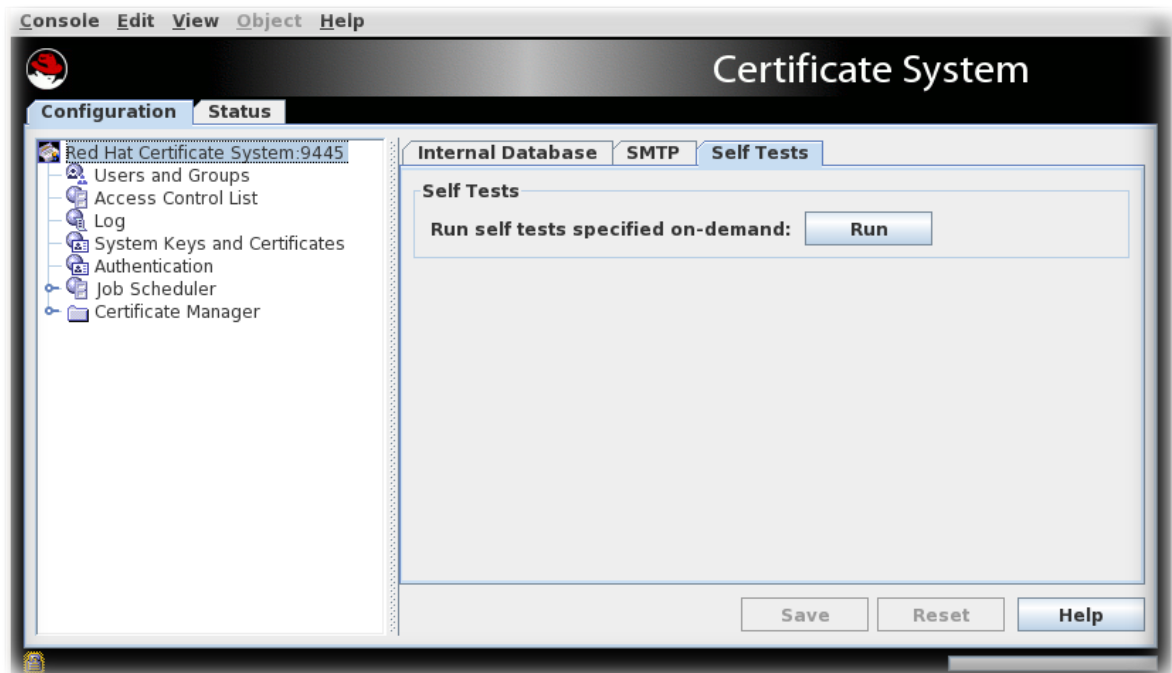 Console Edit View Object Help
Certificate System
Configuration Status
Red Hat Certificate System:9445
Users and Groups
Access Control List
Log
System Keys and Certificates
Authentication
Job Scheduler
Certificate Manager
Internal Database SMTP Self Tests
Self Tests
Run self tests specified on-demand: Run
Save Reset Help